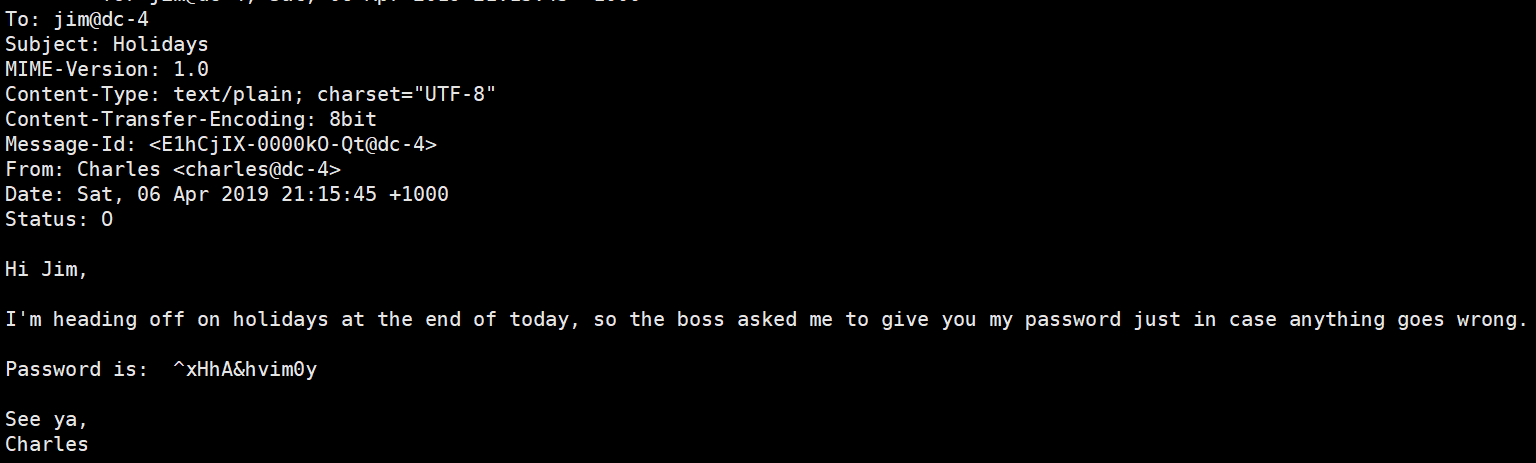 To: jim@dc-4
Subject: Holidays
MIME-Version: 1.0
Content-Type: text/plain; charset="UTF-8"
Content-Transfer-Encoding: 8bit
Message-Id: <E1hCjIX-0000kO-Qt@dc-4>
From: Charles <charles@dc-4>
Date: Sat, 06 Apr 2019 21:15:45 +1000
Status: O
Hi Jim,
I'm heading off on holidays at the end of today, so the boss asked me to give you my password just in case anything goes wrong.
Password is:  ^xHhA&hvim0y
See ya,
Charles